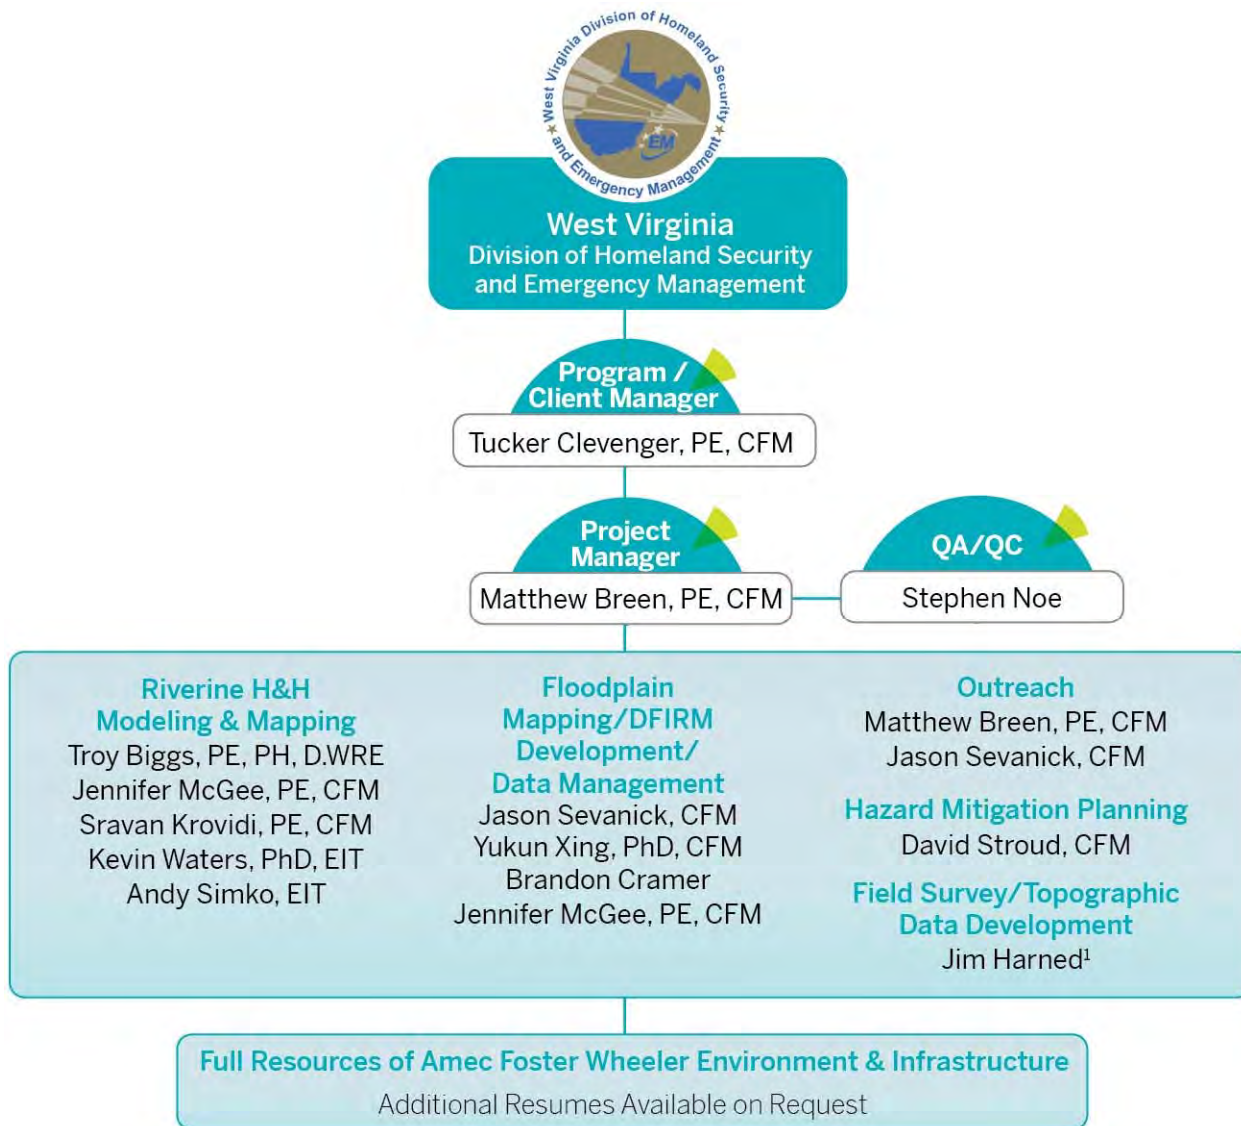 ★ West Virginia Division of Homeland Security ★
and Emergency Management
EM
West Virginia
Division of Homeland Security
and Emergency Management
Program /
Client Manager
Tucker Clevenger, PE, CFM
Project
Manager
Matthew Breen, PE, CFM
QA/QC
Stephen Noe
Riverine H&H
Modeling & Mapping
Troy Biggs, PE, PH, D.WRE
Jennifer McGee, PE, CFM
Sravan Krovidi, PE, CFM
Kevin Waters, PhD, EIT
Andy Simko, EIT
Floodplain
Mapping/DFIRM
Development/
Data Management
Jason Sevanick, CFM
Yukun Xing, PhD, CFM
Brandon Cramer
Jennifer McGee, PE, CFM
Outreach
Matthew Breen, PE, CFM
Jason Sevanick, CFM
Hazard Mitigation Planning
David Stroud, CFM
Field Survey/Topographic
Data Development
Jim Harned¹
Full Resources of Amec Foster Wheeler Environment & Infrastructure
Additional Resumes Available on Request